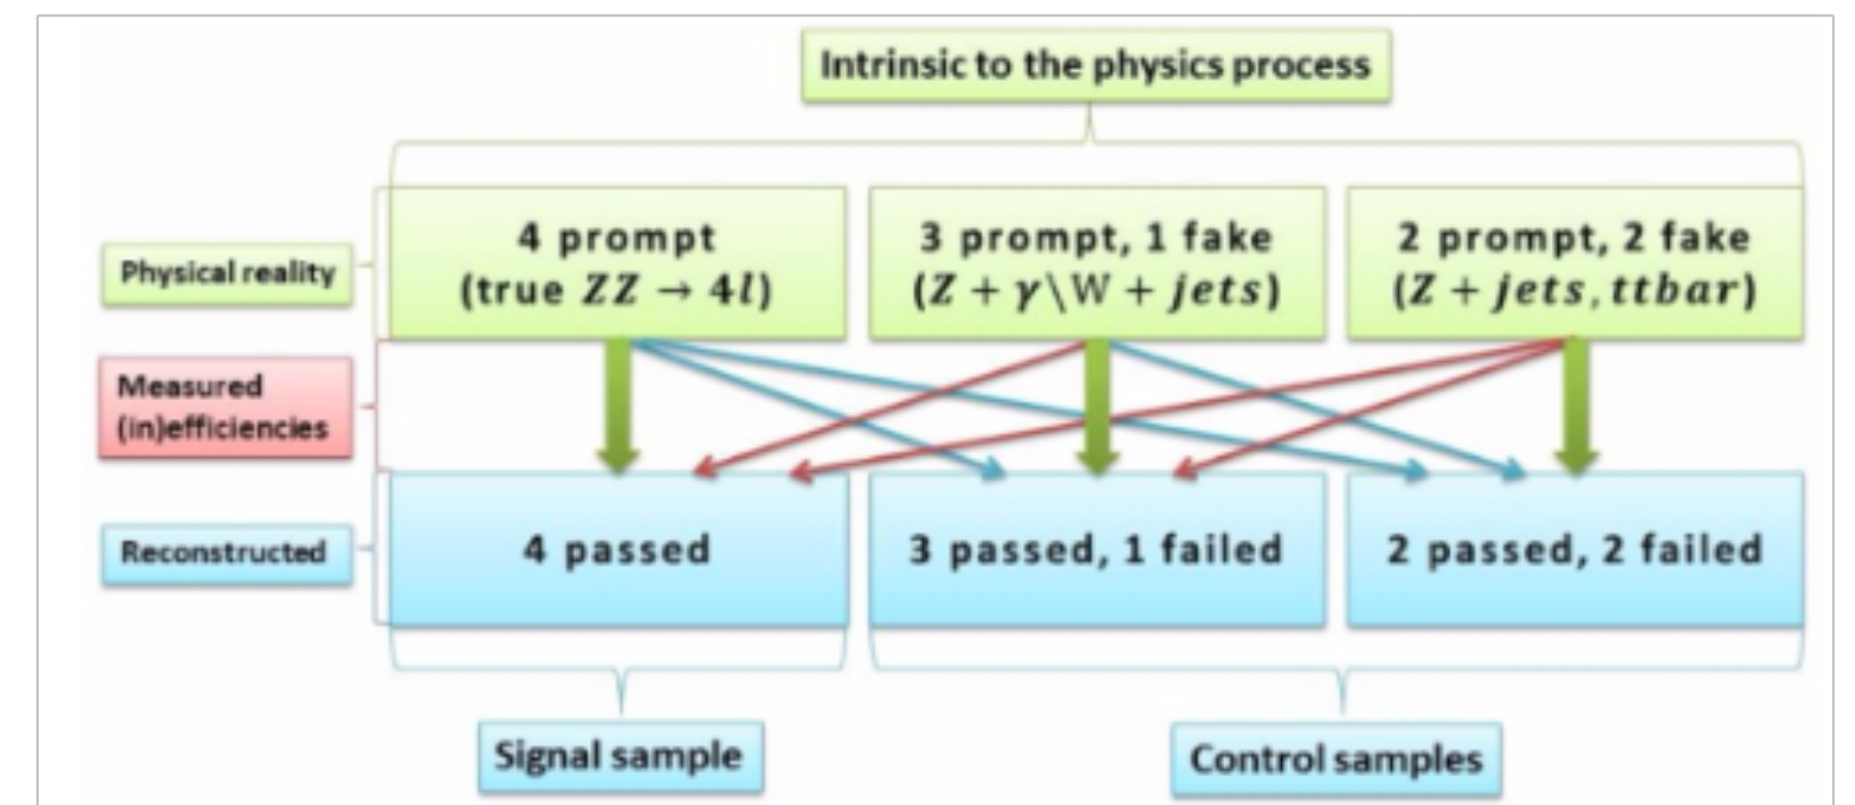 Intrinsic to the physics process
4 prompt
(true ZZ → 4l)
3 prompt, 1 fake
(Z + γ\W + jets)
2 prompt, 2 fake
(Z + jets, ttbar)
Physical reality
Measured
(in)efficiencies
Reconstructed
4 passed
3 passed, 1 failed
2 passed, 2 failed
Signal sample
Control samples